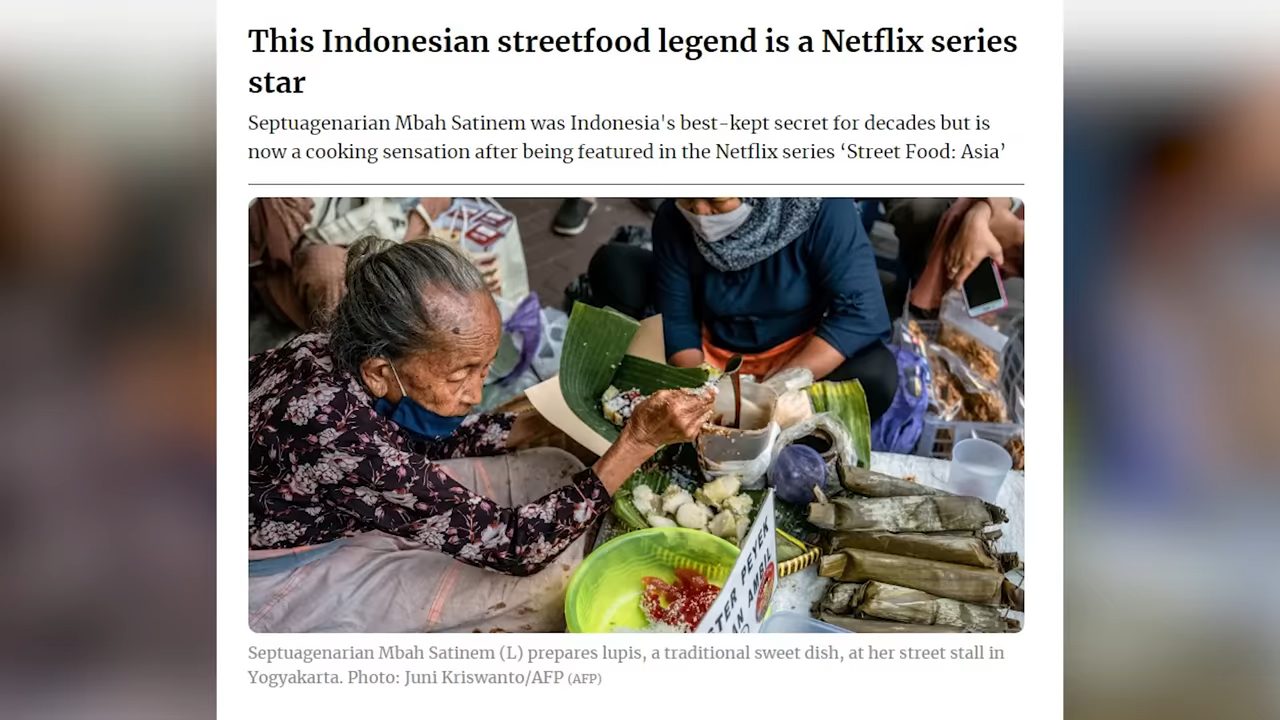 This Indonesian streetfood legend is a Netflix series
star
Septuagenarian Mbah Satinem was Indonesia's best-kept secret for decades but is
now a cooking sensation after being featured in the Netflix series ‘Street Food: Asia’
PEYEK
AMBIL
Septuagenarian Mbah Satinem (L) prepares lupis, a traditional sweet dish, at her street stall in
Yogyakarta. Photo: Juni Kriswanto/AFP (AFP)